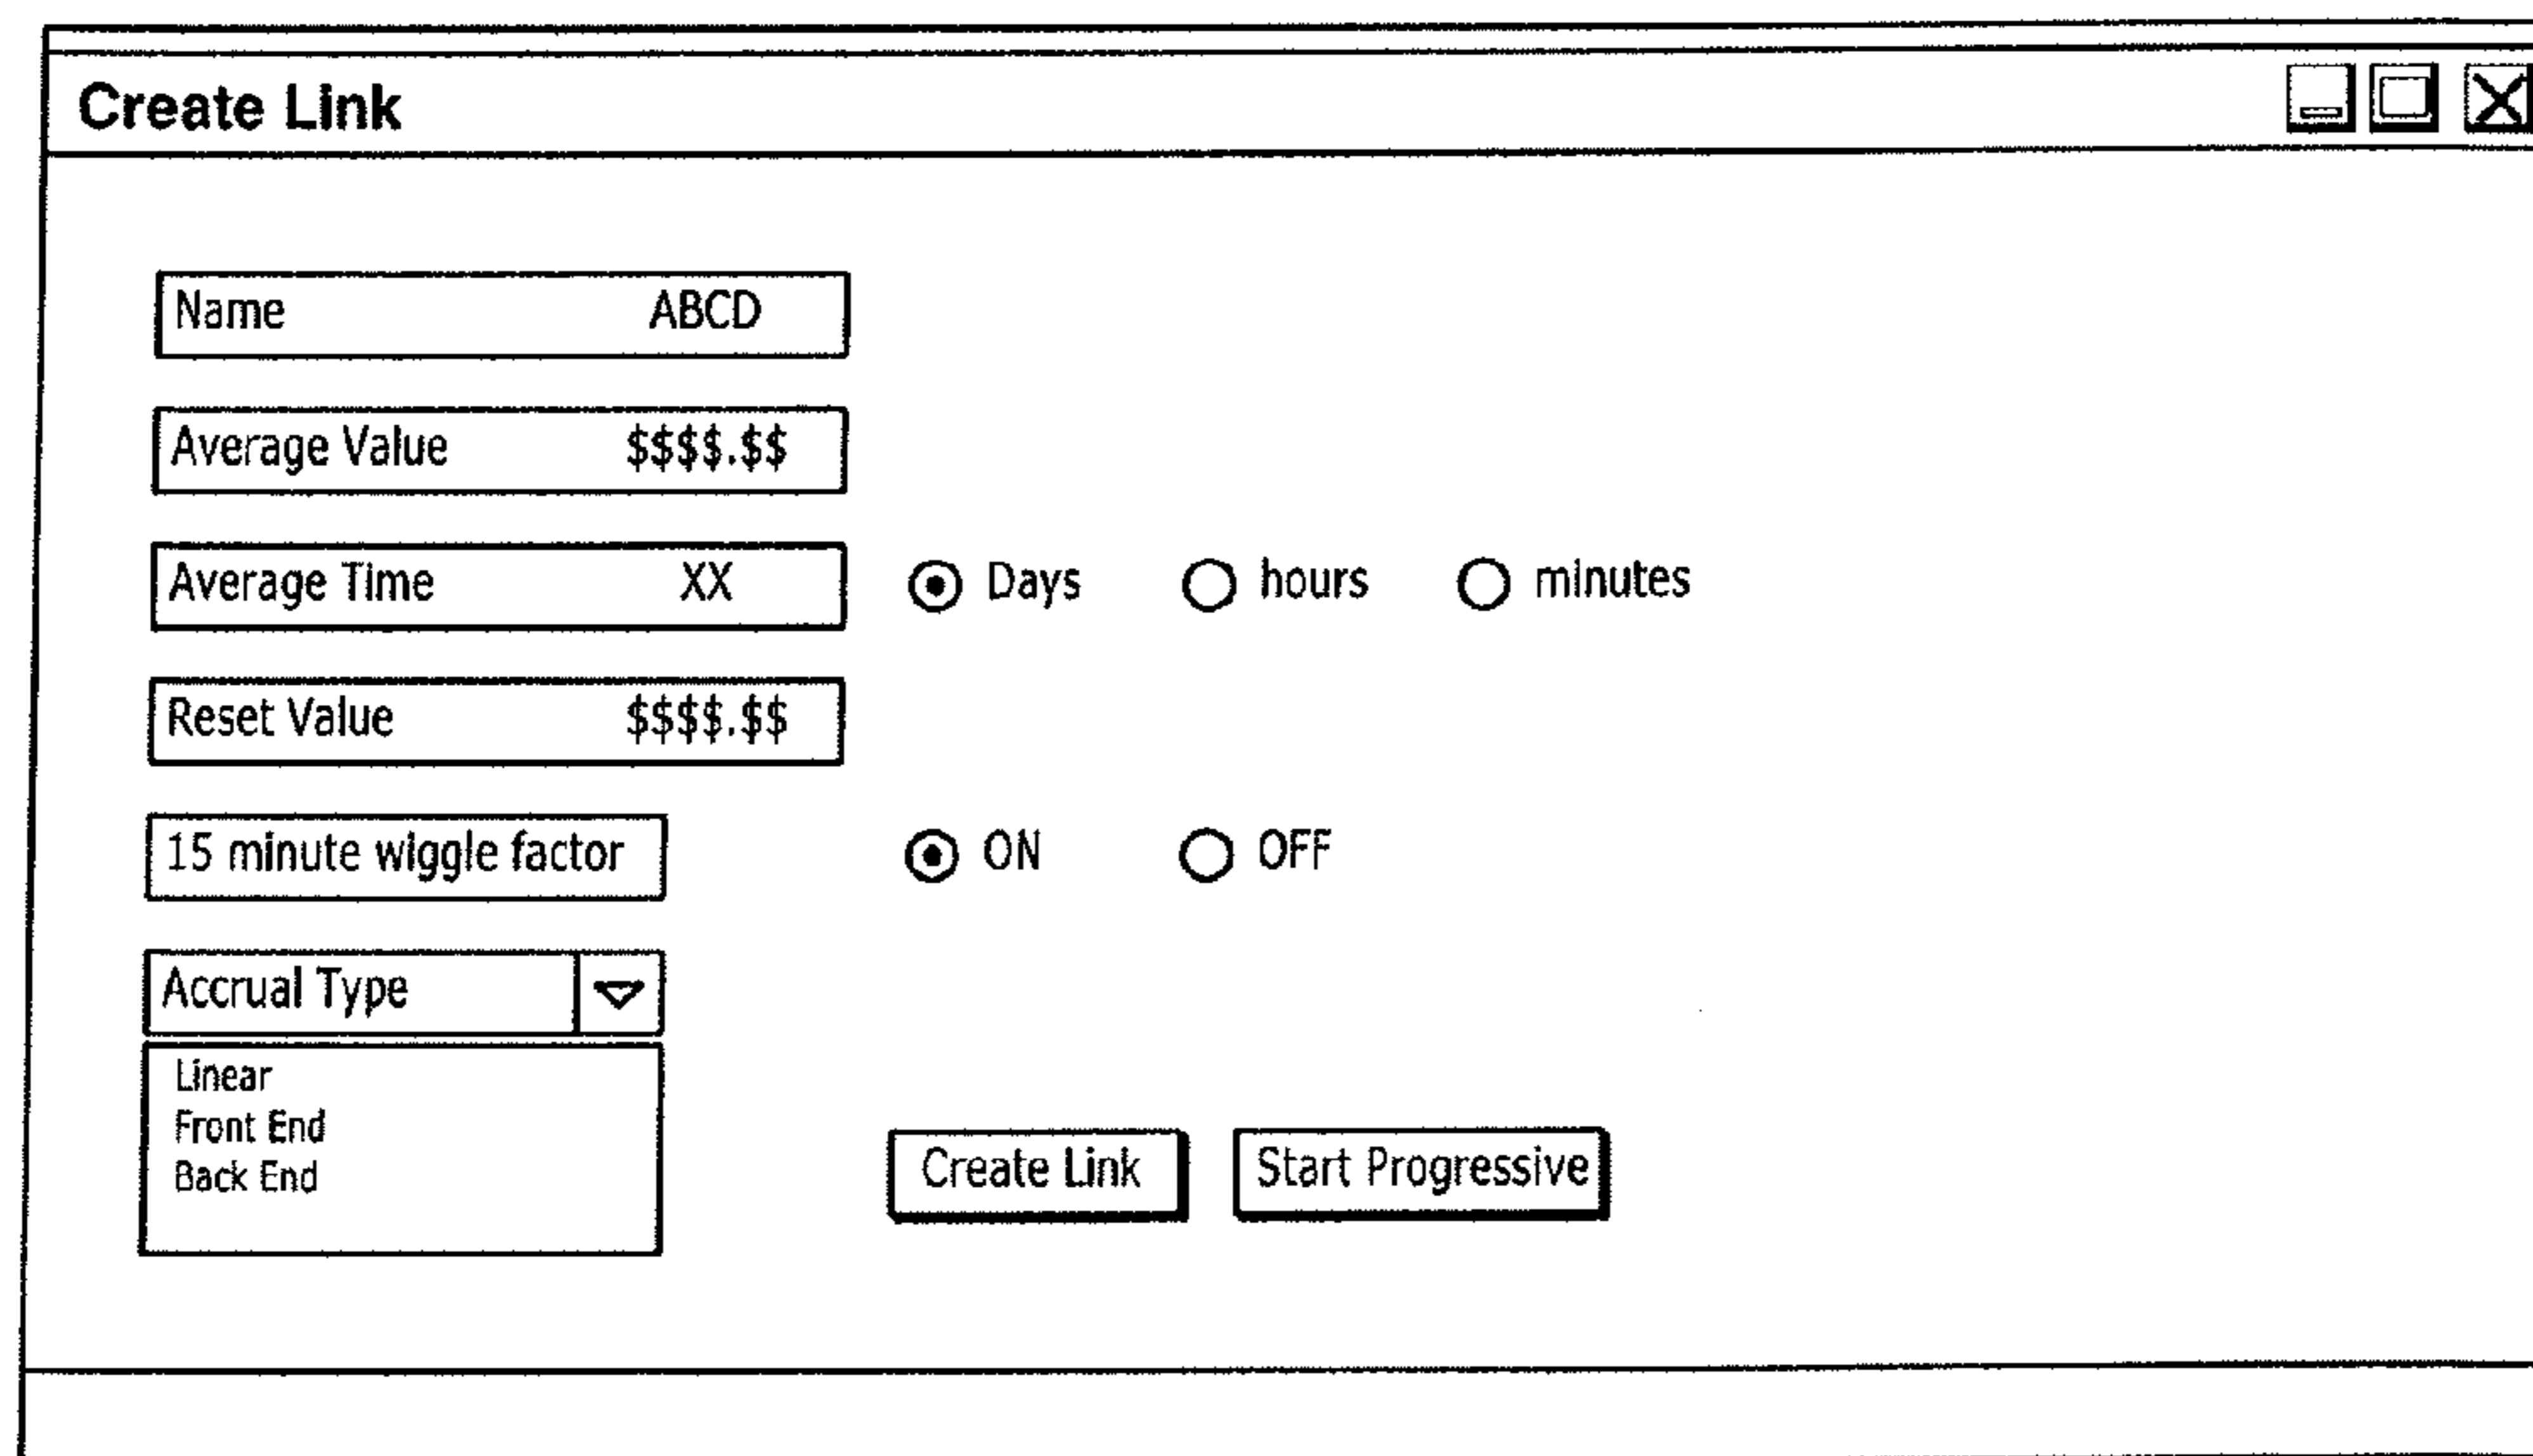 Create Link
Name ABCD
Average Value $$$$.$$
Average Time XX Days hours minutes
Reset Value $$$$.$$
15 minute wiggle factor ON OFF
Accrual Type
Linear
Front End
Back End
Create Link Start Progressive